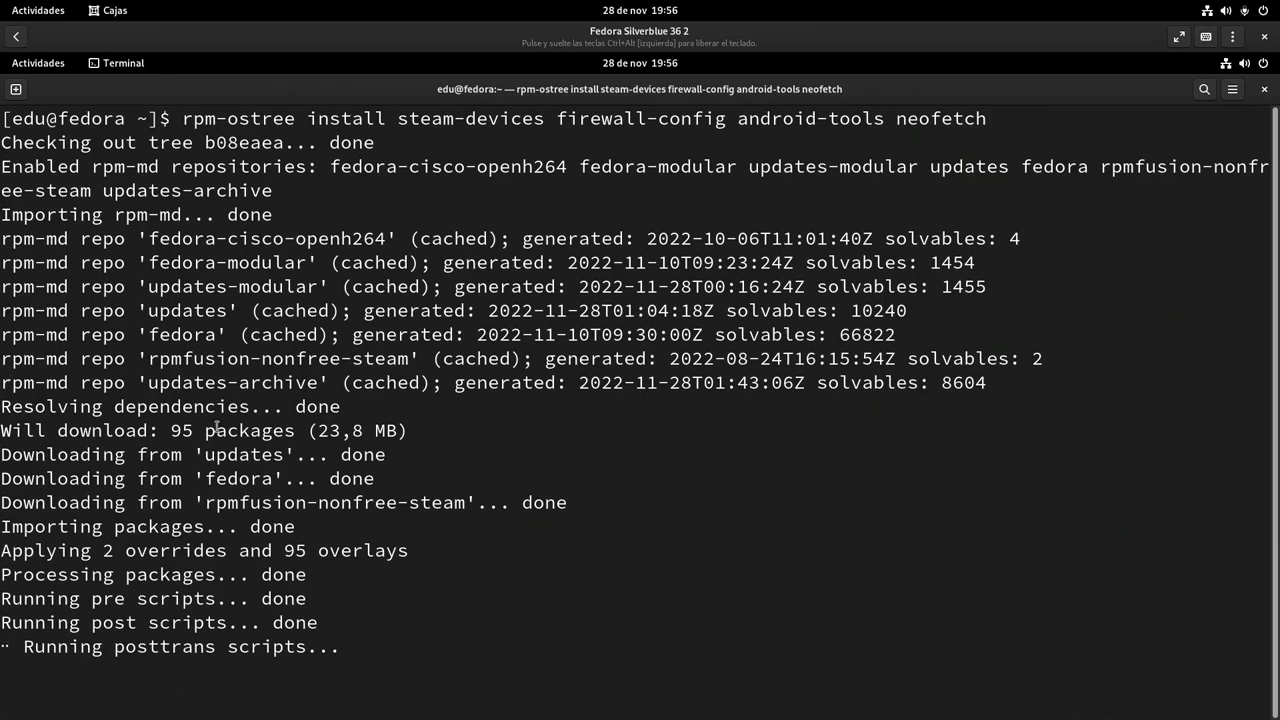 Actividades Cajas 28 de nov 19:56
Fedora Silverblue 36 2
Pulse y suelte las teclas Ctrl+Alt [izquierda] para liberar el teclado.
Actividades Terminal 28 de nov 19:56
edu@fedora:~ — rpm-ostree install steam-devices firewall-config android-tools neofetch
[edu@fedora ~]$ rpm-ostree install steam-devices firewall-config android-tools neofetch
Checking out tree b08eaea... done
Enabled rpm-md repositories: fedora-cisco-openh264 fedora-modular updates-modular updates fedora rpmfusion-nonfr
ee-steam updates-archive
Importing rpm-md... done
rpm-md repo 'fedora-cisco-openh264' (cached); generated: 2022-10-06T11:01:40Z solvables: 4
rpm-md repo 'fedora-modular' (cached); generated: 2022-11-10T09:23:24Z solvables: 1454
rpm-md repo 'updates-modular' (cached); generated: 2022-11-28T00:16:24Z solvables: 1455
rpm-md repo 'updates' (cached); generated: 2022-11-28T01:04:18Z solvables: 10240
rpm-md repo 'fedora' (cached); generated: 2022-11-10T09:30:00Z solvables: 66822
rpm-md repo 'rpmfusion-nonfree-steam' (cached); generated: 2022-08-24T16:15:54Z solvables: 2
rpm-md repo 'updates-archive' (cached); generated: 2022-11-28T01:43:06Z solvables: 8604
Resolving dependencies... done
Will download: 95 packages (23,8 MB)
Downloading from 'updates'... done
Downloading from 'fedora'... done
Downloading from 'rpmfusion-nonfree-steam'... done
Importing packages... done
Applying 2 overrides and 95 overlays
Processing packages... done
Running pre scripts... done
Running post scripts... done
⠉ Running posttrans scripts...